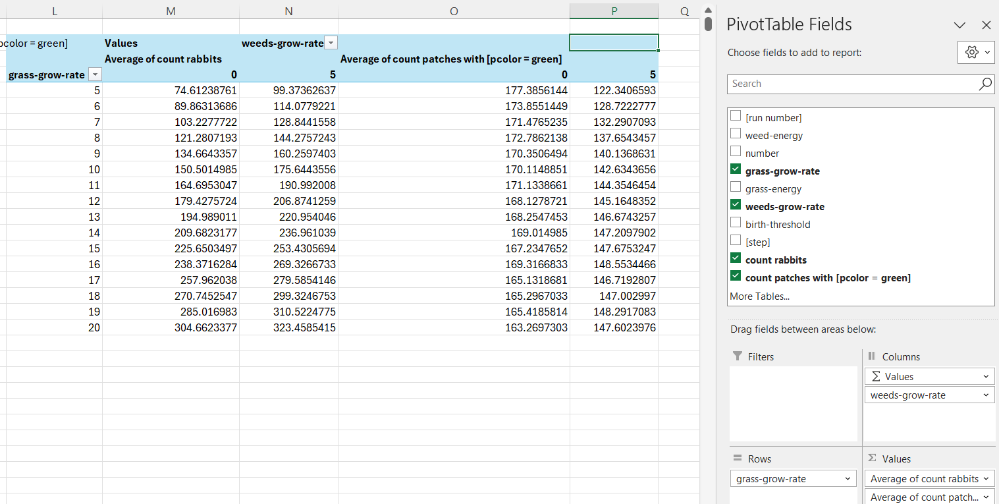 L M N O P Q
pcolor = green] Values weeds-grow-rate
Average of count rabbits Average of count patches with [pcolor = green]
grass-grow-rate 0 5 0 5
5 74.61238761 99.37362637 177.3856144 122.3406593
6 89.86313686 114.0779221 173.8551449 128.7222777
7 103.2277722 128.8441558 171.4765235 132.2907093
8 121.2807193 144.2757243 172.7862138 137.6543457
9 134.6643357 160.2597403 170.3506494 140.1368631
10 150.5014985 175.6443556 170.1148851 142.6343656
11 164.6953047 190.992008 171.1338661 144.3546454
12 179.4275724 206.8741259 168.1278721 145.1648352
13 194.989011 220.954046 168.2547453 146.6743257
14 209.6823177 236.961039 169.014985 147.2097902
15 225.6503497 253.4305694 167.2347652 147.6753247
16 238.3716284 269.3266733 169.3166833 148.5534466
17 257.962038 279.5854146 165.1318681 146.7192807
18 270.7452547 299.3246753 165.2967033 147.002997
19 285.016983 310.5224775 165.4185814 148.2917083
20 304.6623377 323.4585415 163.2697303 147.6023976
PivotTable Fields
Choose fields to add to report:
Search
[run number]
weed-energy
number
grass-grow-rate
grass-energy
weeds-grow-rate
birth-threshold
[step]
count rabbits
count patches with [pcolor = green]
More Tables...
Drag fields between areas below:
Filters
Columns
Σ Values
weeds-grow-rate
Rows
grass-grow-rate
Σ Values
Average of count rabbits
Average of count patch...